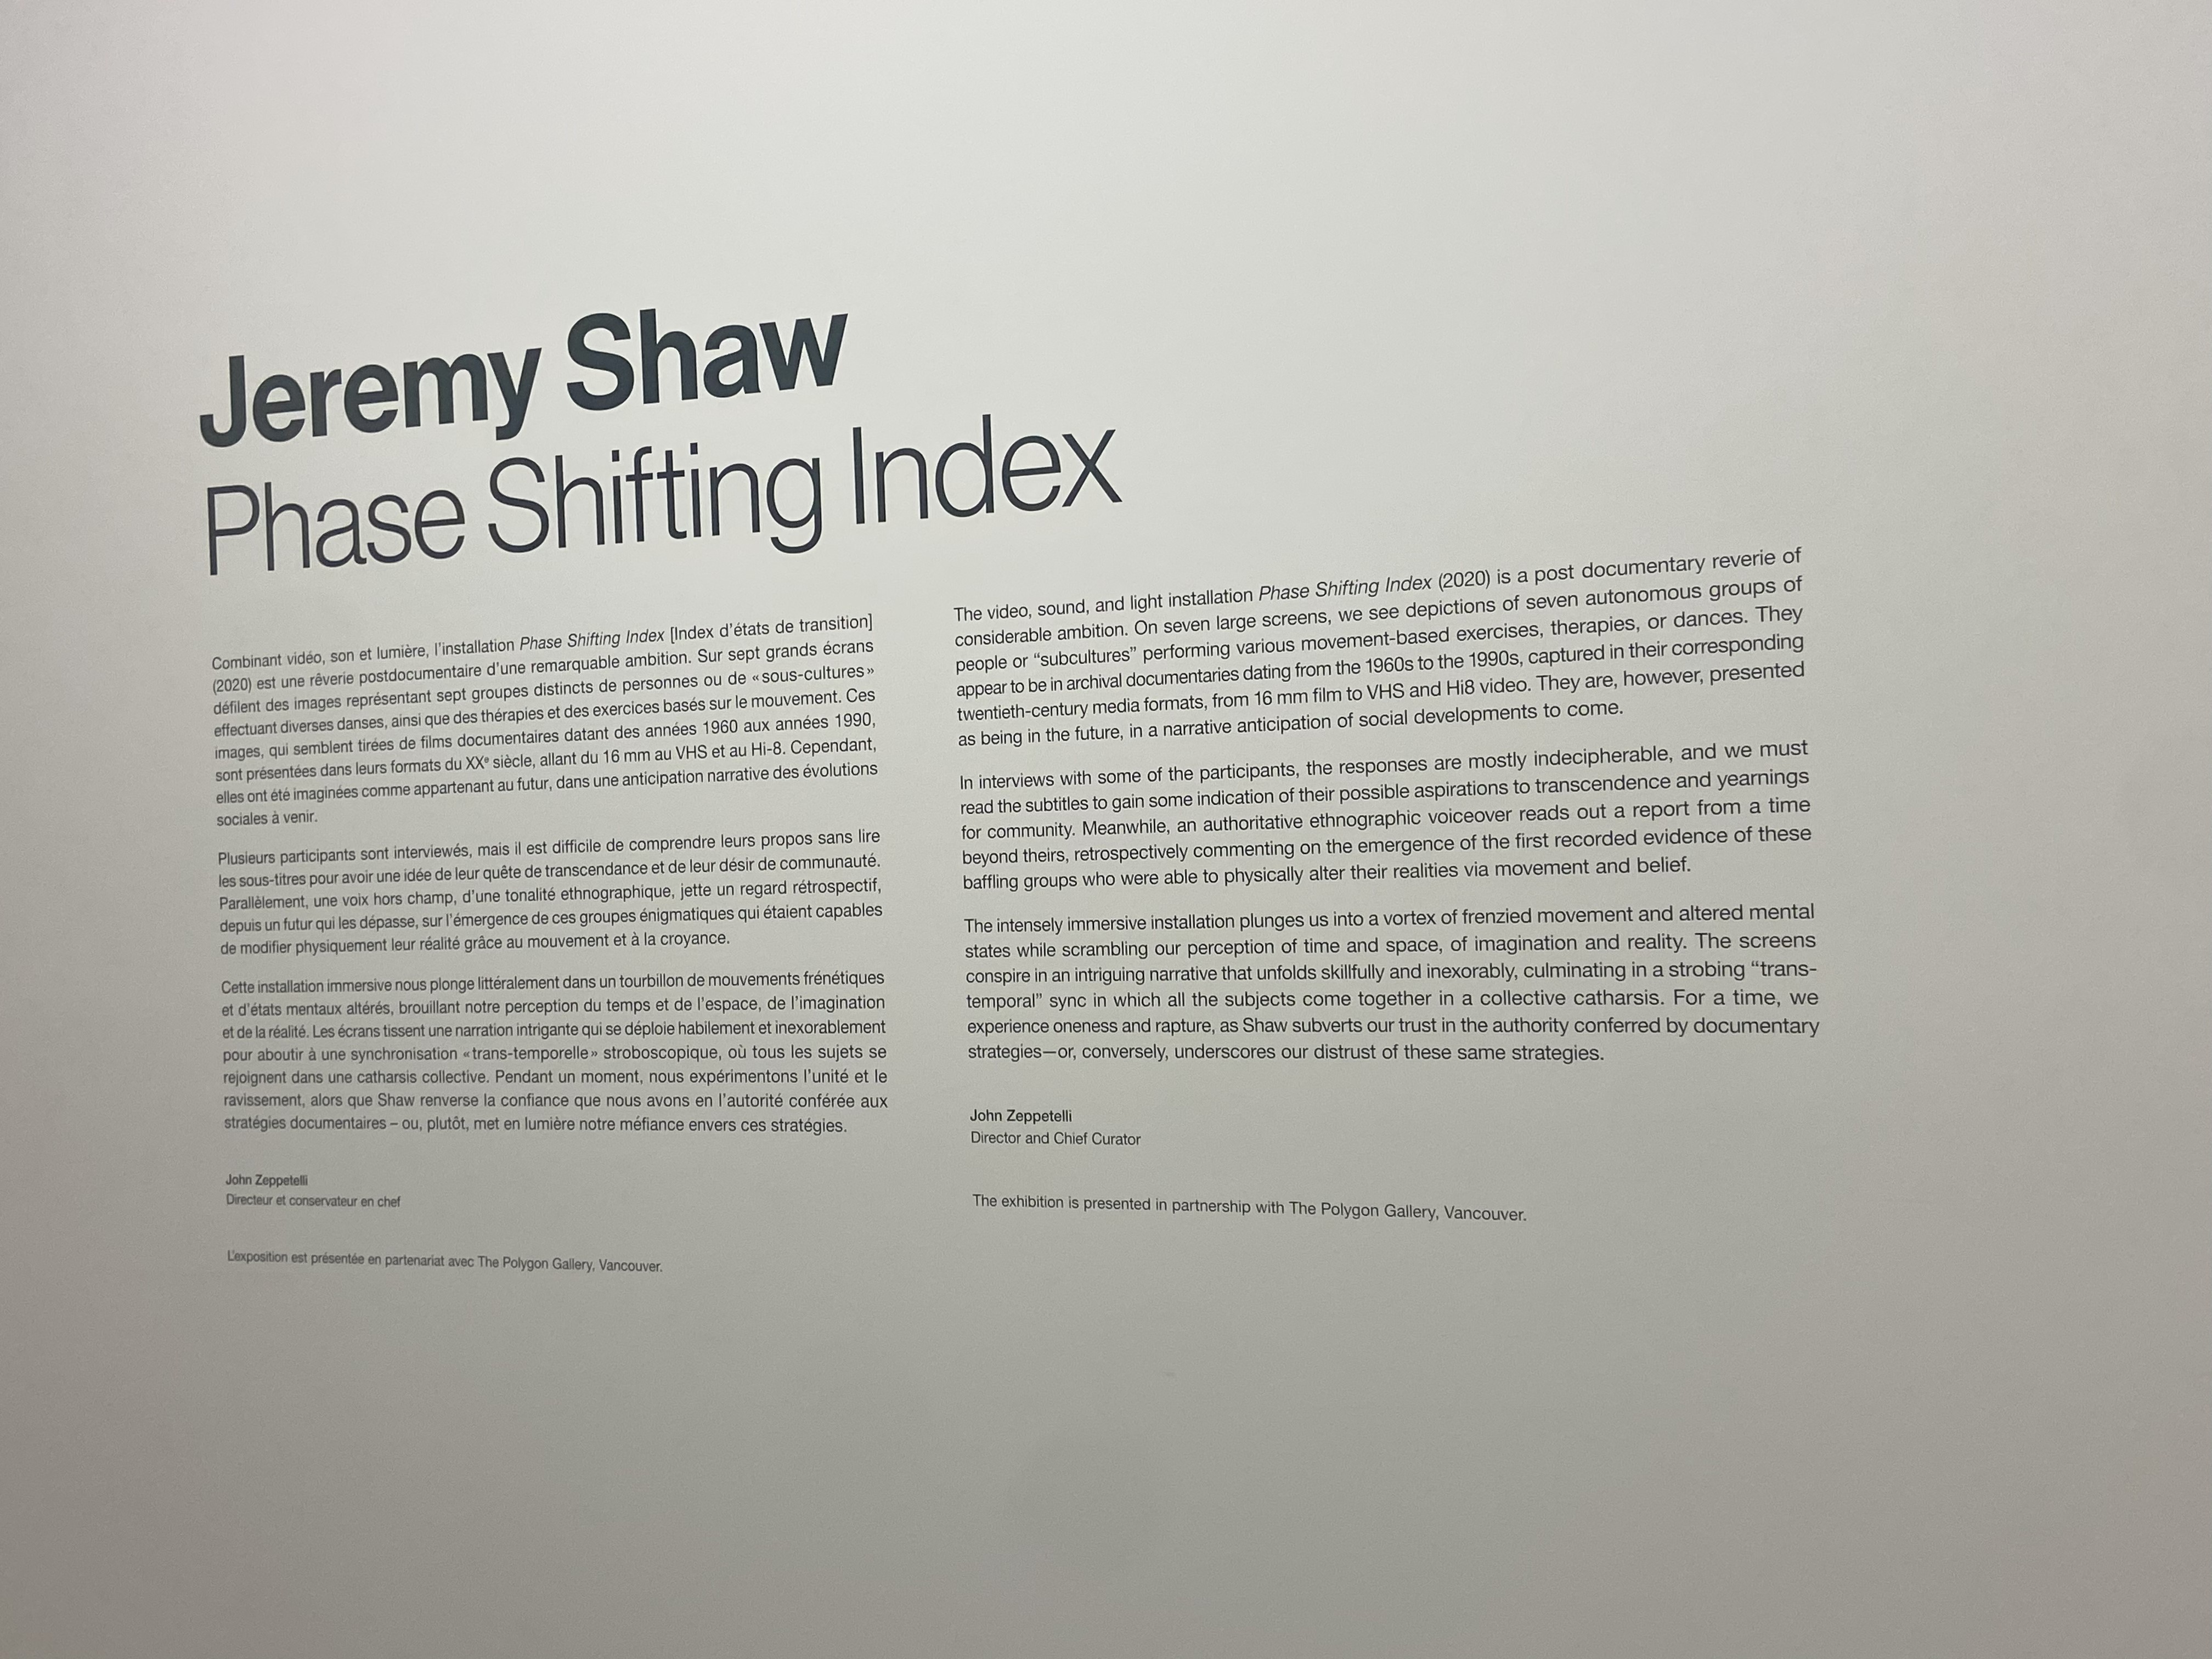 Jeremy Shaw
Phase Shifting Index
Combinant vidéo, son et lumière, l'installation Phase Shifting Index [Index d'états de transition]
(2020) est une rêverie postdocumentaire d'une remarquable ambition. Sur sept grands écrans
défilent des images représentant sept groupes distincts de personnes ou de « sous-cultures »
effectuant diverses danses, ainsi que des thérapies et des exercices basés sur le mouvement. Ces
images, qui semblent tirées de films documentaires datant des années 1960 aux années 1990,
sont présentées dans leurs formats du XXe siècle, allant du 16 mm au VHS et au Hi-8. Cependant,
elles ont été imaginées comme appartenant au futur, dans une anticipation narrative des évolutions
sociales à venir.
Plusieurs participants sont interviewés, mais il est difficile de comprendre leurs propos sans lire
les sous-titres pour avoir une idée de leur quête de transcendance et de leur désir de communauté.
Parallèlement, une voix hors champ, d'une tonalité ethnographique, jette un regard rétrospectif,
depuis un futur qui les dépasse, sur l'émergence de ces groupes énigmatiques qui étaient capables
de modifier physiquement leur réalité grâce au mouvement et à la croyance.
Cette installation immersive nous plonge littéralement dans un tourbillon de mouvements frénétiques
et d'états mentaux altérés, brouillant notre perception du temps et de l'espace, de l'imagination
et de la réalité. Les écrans tissent une narration intrigante qui se déploie habilement et inexorablement
pour aboutir à une synchronisation « trans-temporelle » stroboscopique, où tous les sujets se
rejoignent dans une catharsis collective. Pendant un moment, nous expérimentons l'unité et le
ravissement, alors que Shaw renverse la confiance que nous avons en l'autorité conférée aux
stratégies documentaires – ou, plutôt, met en lumière notre méfiance envers ces stratégies.
John Zeppetelli
Directeur et conservateur en chef
L'exposition est présentée en partenariat avec The Polygon Gallery, Vancouver.
The video, sound, and light installation Phase Shifting Index (2020) is a post documentary reverie of
considerable ambition. On seven large screens, we see depictions of seven autonomous groups of
people or “subcultures” performing various movement-based exercises, therapies, or dances. They
appear to be in archival documentaries dating from the 1960s to the 1990s, captured in their corresponding
twentieth-century media formats, from 16 mm film to VHS and Hi8 video. They are, however, presented
as being in the future, in a narrative anticipation of social developments to come.
In interviews with some of the participants, the responses are mostly indecipherable, and we must
read the subtitles to gain some indication of their possible aspirations to transcendence and yearnings
for community. Meanwhile, an authoritative ethnographic voiceover reads out a report from a time
beyond theirs, retrospectively commenting on the emergence of the first recorded evidence of these
baffling groups who were able to physically alter their realities via movement and belief.
The intensely immersive installation plunges us into a vortex of frenzied movement and altered mental
states while scrambling our perception of time and space, of imagination and reality. The screens
conspire in an intriguing narrative that unfolds skillfully and inexorably, culminating in a strobing “trans-
temporal” sync in which all the subjects come together in a collective catharsis. For a time, we
experience oneness and rapture, as Shaw subverts our trust in the authority conferred by documentary
strategies—or, conversely, underscores our distrust of these same strategies.
John Zeppetelli
Director and Chief Curator
The exhibition is presented in partnership with The Polygon Gallery, Vancouver.